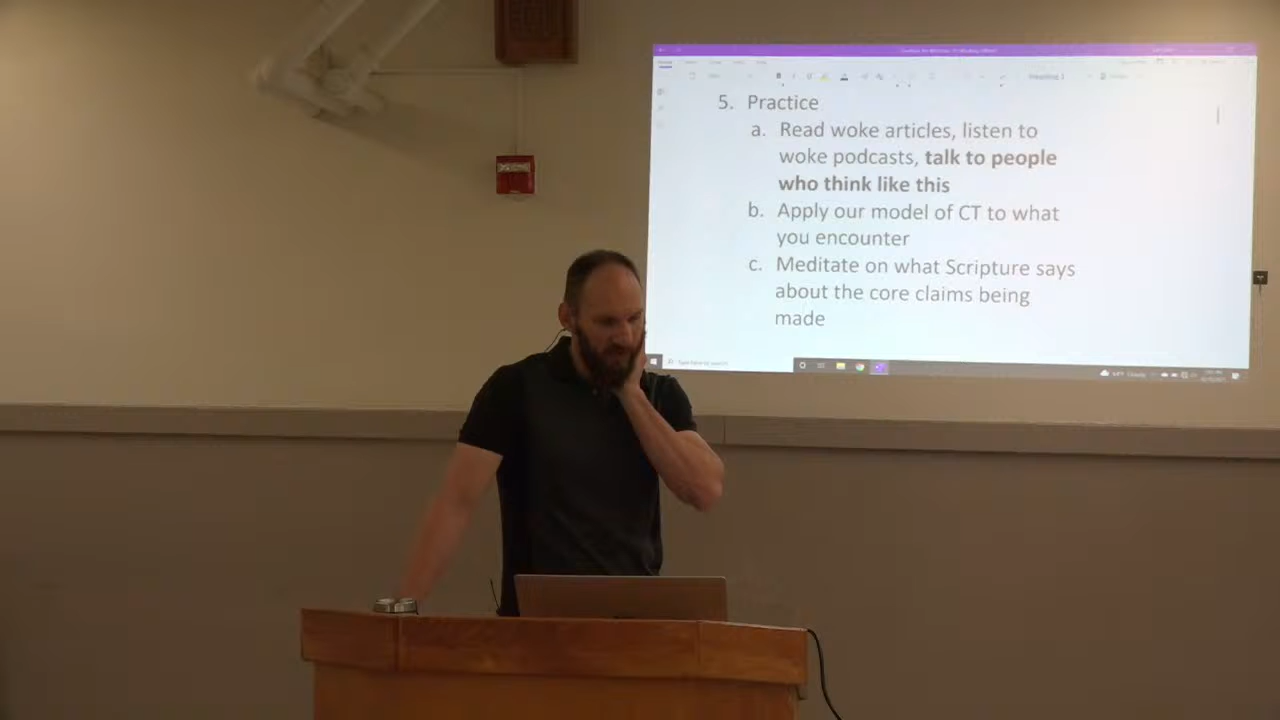 5. Practice
a. Read woke articles, listen to
woke podcasts, talk to people
who think like this
b. Apply our model of CT to what
you encounter
c. Meditate on what Scripture says
about the core claims being
made